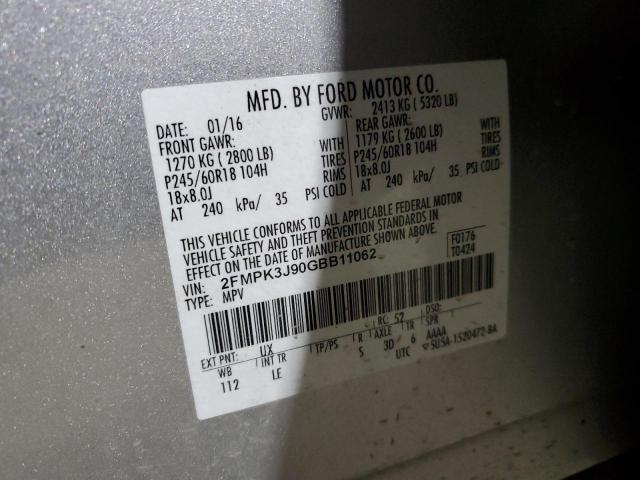 MFD. BY FORD MOTOR CO.
DATE: 01/16 GVWR: 2413 KG ( 5320 LB)
FRONT GAWR: REAR GAWR:
1270 KG ( 2800 LB) WITH 1179 KG ( 2600 LB) WITH
P245/60R18 104H TIRES P245/60R18 104H TIRES
18x8.0J RIMS 18x8.0J RIMS
AT 240 kPa/ 35 PSI COLD AT 240 kPa/ 35 PSI COLD
THIS VEHICLE CONFORMS TO ALL APPLICABLE FEDERAL MOTOR
VEHICLE SAFETY AND THEFT PREVENTION STANDARDS IN
EFFECT ON THE DATE OF MANUFACTURE SHOWN ABOVE.
VIN: 2FMPK3J90GBB11062 F0176
TYPE: MPV T0424
RC: 52 DSO:
EXT PNT: UX
WB INT TR TP/PS R AXLE TR SPR
112 LE S 3D 6 AAAA
UTC 5U5A-1520472-BA